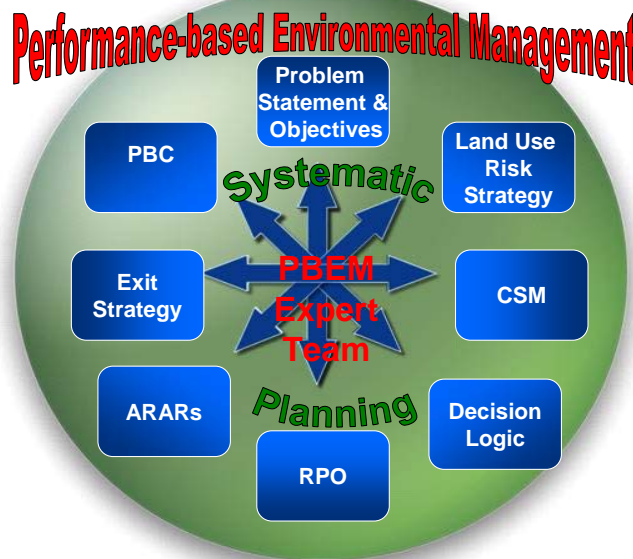 Performance-based Environmental Management
Problem
Statement &
Objectives
PBC
Land Use
Risk
Strategy
Systematic
Exit
Strategy
PBEM
Expert
Team
CSM
ARARs
Planning
Decision
Logic
RPO